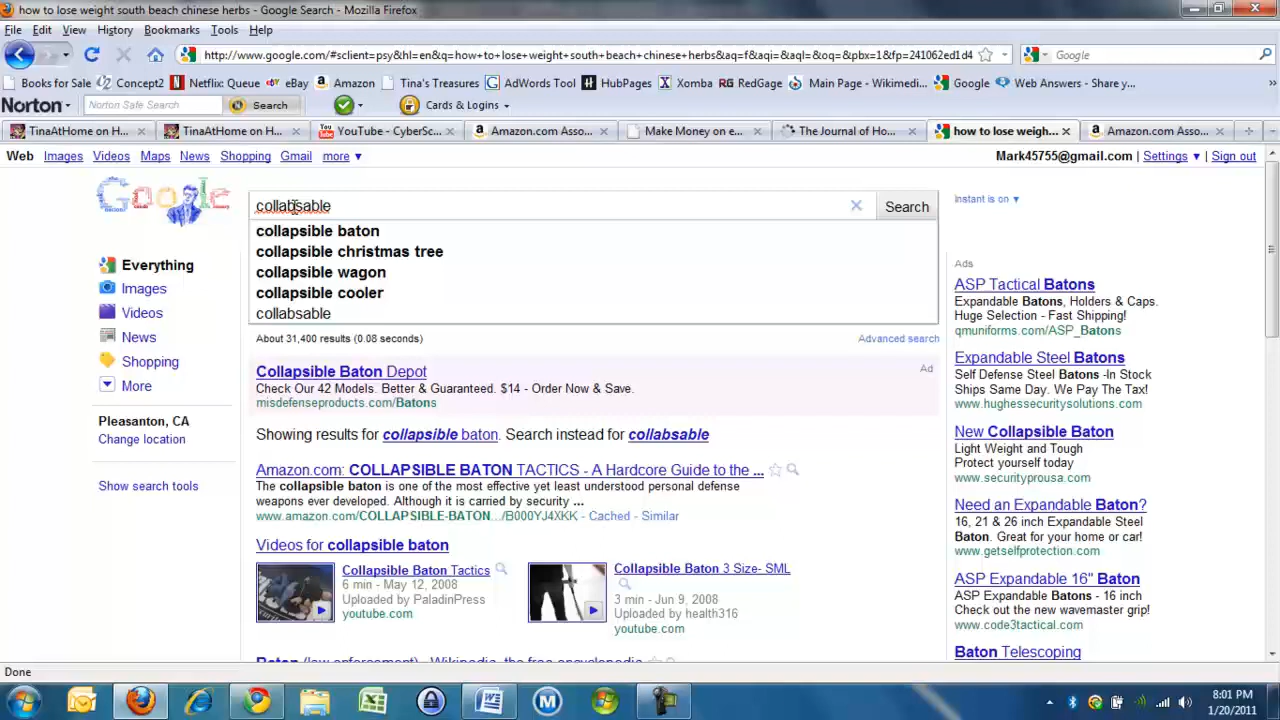 how to lose weight south beach chinese herbs - Google Search - Mozilla Firefox
File Edit View History Bookmarks Tools Help
http://www.google.com/#sclient=psy&hl=en&q=how+to+lose+weight+south+beach+chinese+herbs&aq=f&aqi=&aql=&oq=&pbx=1&fp=241062ed1d4
Google
Books for Sale Concept2 Netflix Queue eBay Amazon Tina's Treasures AdWords Tool HubPages Xomba RG RedGage Main Page - Wikimedi... Google Web Answers - Share y...
Norton Norton Safe Search Search Cards & Logins
TinaAtHome on H... TinaAtHome on H... YouTube - CyberSc... Amazon.com Asso... Make Money on e... The Journal of Ho... how to lose weigh... Amazon.com Asso...
Web Images Videos Maps News Shopping Gmail more
Mark45755@gmail.com Settings Sign out
Google
collabsable
Search
Instant is on
collapsible baton
collapsible christmas tree
collapsible wagon
collapsible cooler
collabsable
Everything
Images
Videos
News
Shopping
More
Pleasanton, CA
Change location
Show search tools
About 31,400 results (0.08 seconds)
Advanced search
Collapsible Baton Depot
Ad
Check Our 42 Models. Better & Guaranteed. $14 - Order Now & Save.
misdefenseproducts.com/Batons
Showing results for collapsible baton. Search instead for collabsable
Amazon.com: COLLAPSIBLE BATON TACTICS - A Hardcore Guide to the ...
The collapsible baton is one of the most effective yet least understood personal defense
weapons ever developed. Although it is carried by security ...
www.amazon.com/COLLAPSIBLE-BATON.../B000YJ4XKK - Cached - Similar
Videos for collapsible baton
Collapsible Baton Tactics
6 min - May 12, 2008
Uploaded by PaladinPress
youtube.com
Collapsible Baton 3 Size- SML
3 min - Jun 9, 2008
Uploaded by health316
youtube.com
Baton (law enforcement) - Wikipedia, the free encyclopedia
Ads
ASP Tactical Batons
Expandable Batons, Holders & Caps.
Huge Selection - Fast Shipping!
qmuniforms.com/ASP_Batons
Expandable Steel Batons
Self Defense Steel Batons -In Stock
Ships Same Day. We Pay The Tax!
www.hughessecuritysolutions.com
New Collapsible Baton
Light Weight and Tough
Protect yourself today
www.securityprousa.com
Need an Expandable Baton?
16, 21 & 26 inch Expandable Steel
Baton. Great for your home or car!
www.getselfprotection.com
ASP Expandable 16" Baton
ASP Expandable Batons - 16 inch
Check out the new wavemaster grip!
www.code3tactical.com
Baton Telescoping
Done
8:01 PM
1/20/2011